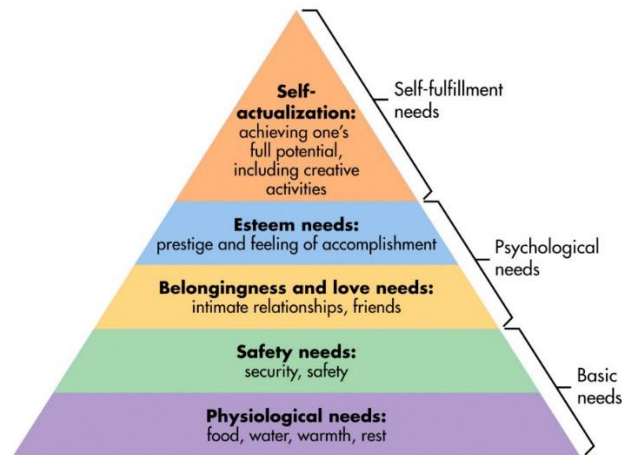 Self-
actualization:
achieving one's
full potential,
including creative
activities
Self-fulfillment
needs
Esteem needs:
prestige and feeling of accomplishment
Psychological
needs
Belongingness and love needs:
intimate relationships, friends
Safety needs:
security, safety
Basic
needs
Physiological needs:
food, water, warmth, rest